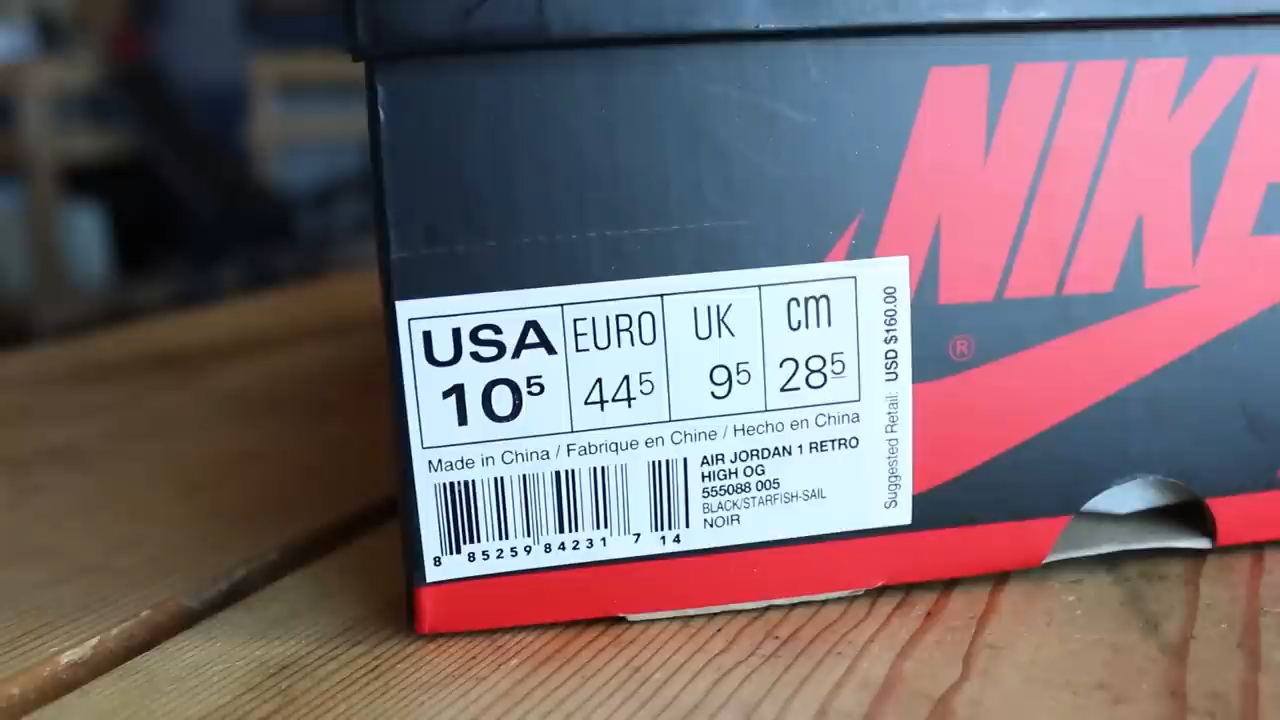 NIKE
®
USA EURO UK cm
10⁵ 44⁵ 9⁵ 28⁵
Made in China / Fabrique en Chine / Hecho en China
AIR JORDAN 1 RETRO
HIGH OG
555088 005
BLACK/STARFISH-SAIL
NOIR
8 85259 84231 7 14
Suggested Retail: USD $160.00